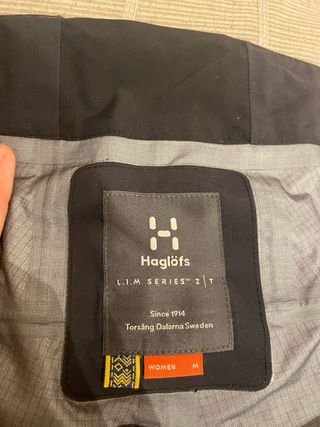 Haglöfs
L.I.M SERIES™ Z|T
Since 1914
Torsång Dalarna Sweden
WOMEN M